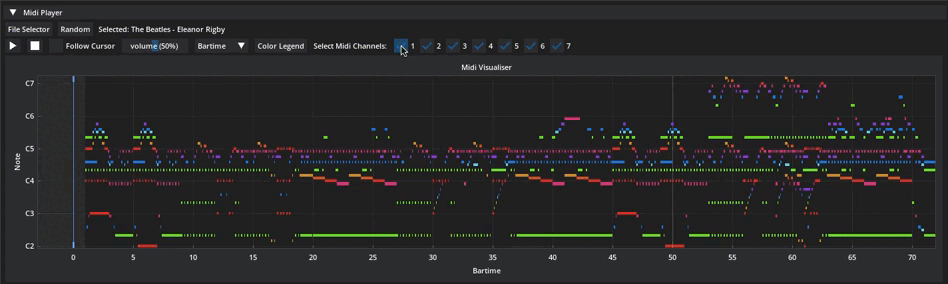 Midi Player
File Selector Random Selected: The Beatles - Eleanor Rigby
Follow Cursor volume (50%) Bartime Color Legend Select Midi Channels: 1 2 3 4 5 6 7
Midi Visualiser
C7
C6
C5
Note
C4
C3
C2
0 5 10 15 20 25 30 35 40 45 50 55 60 65 70
Bartime